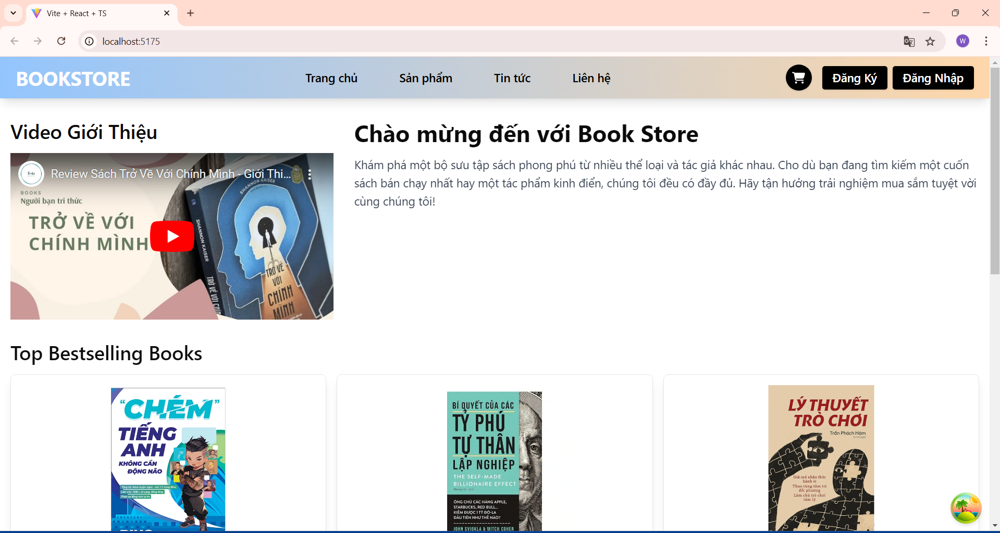 Vite + React + TS
localhost:5175
W
BOOKSTORE
Trang chủ
Sản phẩm
Tin tức
Liên hệ
Đăng Ký
Đăng Nhập
Video Giới Thiệu
Review Sách Trở Về Với Chính Mình - Giới Thi...
BOOKS
Người bạn tri thức
TRỞ VỀ VỚI
CHÍNH MÌNH
SHANNON KAISER
SHANNON KAISER
TRỞ VỀ
VỚI
CHÍNH
MÌNH
Chào mừng đến với Book Store
Khám phá một bộ sưu tập sách phong phú từ nhiều thể loại và tác giả khác nhau. Cho dù bạn đang tìm kiếm một cuốn
sách bán chạy nhất hay một tác phẩm kinh điển, chúng tôi đều có đầy đủ. Hãy tận hưởng trải nghiệm mua sắm tuyệt vời
cùng chúng tôi!
Top Bestselling Books
“CHÉM”
TIẾNG
ANH
KHÔNG CẦN
ĐỘNG NÃO
BÍ QUYẾT CỦA CÁC
TỶ PHÚ
TỰ THÂN
LẬP NGHIỆP
THE SELF-MADE
BILLIONAIRE EFFECT
ÔNG CHỦ CÁC HÃNG APPLE,
STARBUCKS, RED BULL...
KIẾM ĐƯỢC 1 TỶ ĐÔ-LA
ĐẦU TIÊN NHƯ THẾ NÀO?
JOHN SVIOKLA & MITCH COHEN
LÝ THUYẾT
TRÒ CHƠI
Trần Phách Hàm
Giải mã nhận thức
hành vi
Thao túng tâm trí
đối phương
Làm chủ trò chơi
tâm lý